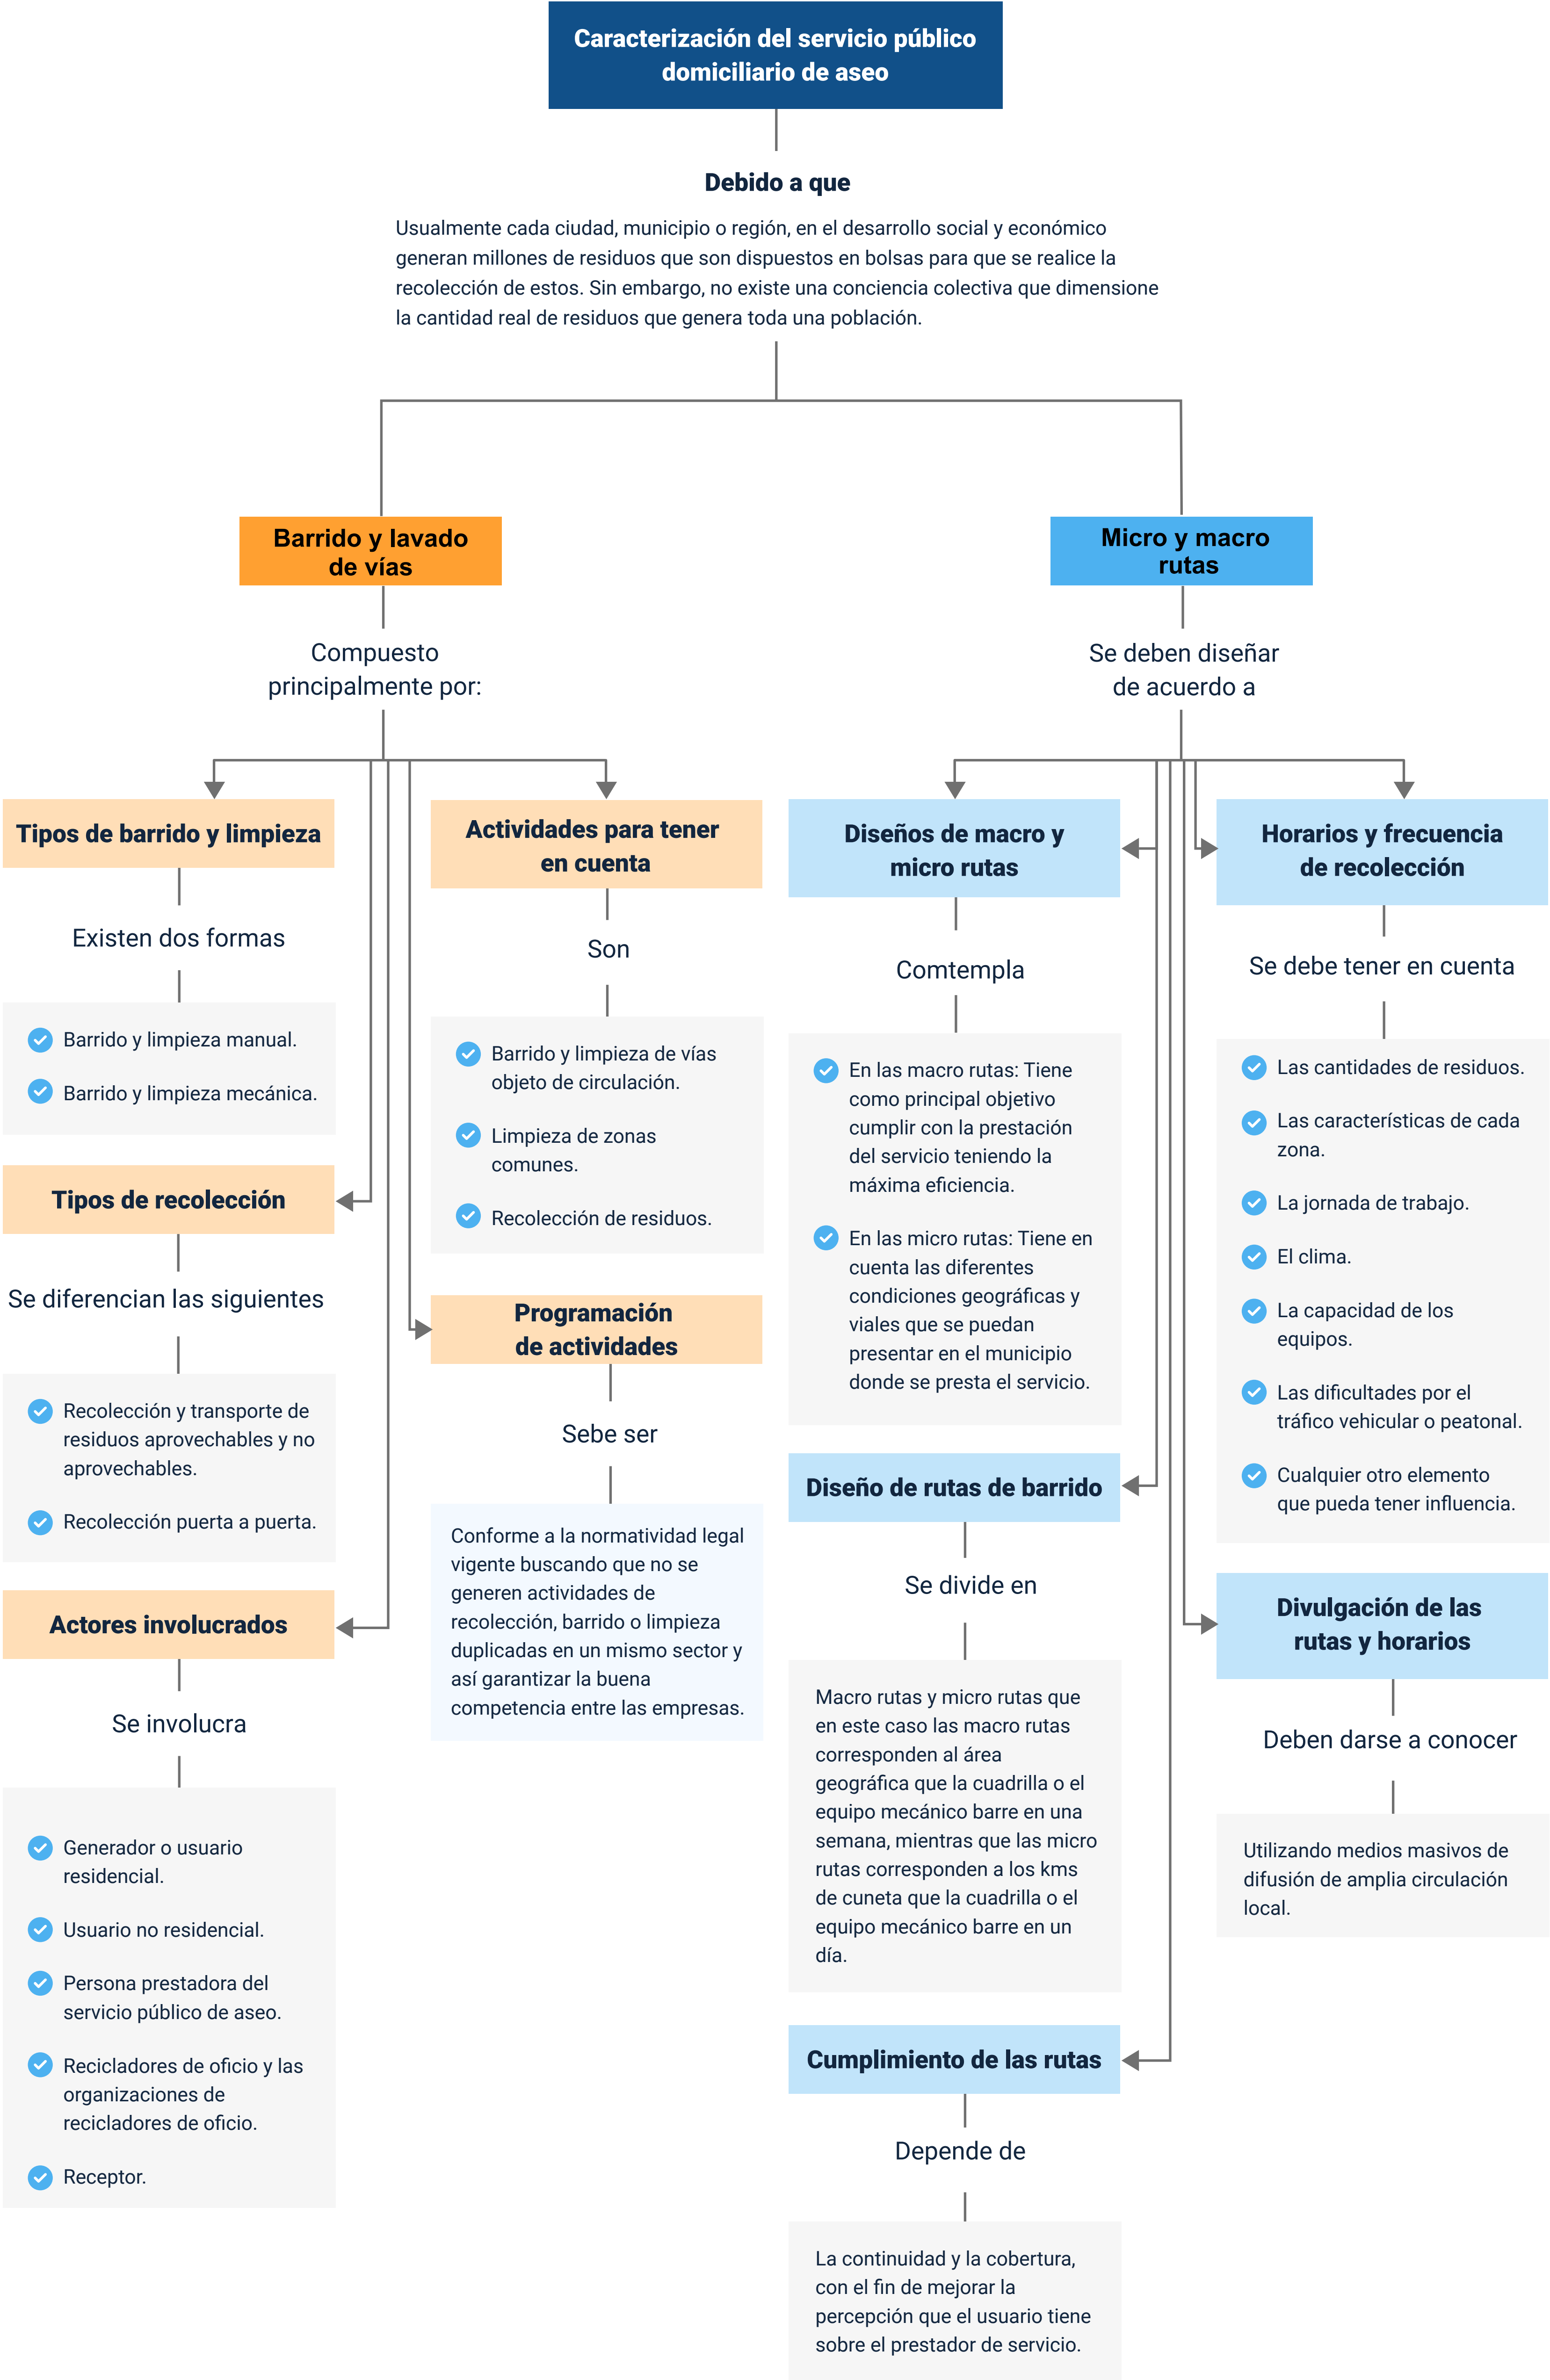 Caracterización del servicio público
domiciliario de aseo
Debido a que
Usualmente cada ciudad, municipio o región, en el desarrollo social y económico
generan millones de residuos que son dispuestos en bolsas para que se realice la
recolección de estos. Sin embargo, no existe una conciencia colectiva que dimensione
la cantidad real de residuos que genera toda una población.
Barrido y lavado
de vías
Compuesto
principalmente por:
Tipos de barrido y limpieza
Existen dos formas
Barrido y limpieza manual.
Barrido y limpieza mecánica.
Tipos de recolección
Se diferencian las siguientes
Recolección y transporte de
residuos aprovechables y no
aprovechables.
Recolección puerta a puerta.
Actores involucrados
Se involucra
Generador o usuario
residencial.
Usuario no residencial.
Persona prestadora del
servicio público de aseo.
Recicladores de oficio y las
organizaciones de
recicladores de oficio.
Receptor.
Actividades para tener
en cuenta
Son
Barrido y limpieza de vías
objeto de circulación.
Limpieza de zonas
comunes.
Recolección de residuos.
Programación
de actividades
Sebe ser
Conforme a la normatividad legal
vigente buscando que no se
generen actividades de
recolección, barrido o limpieza
duplicadas en un mismo sector y
así garantizar la buena
competencia entre las empresas.
Micro y macro
rutas
Se deben diseñar
de acuerdo a
Diseños de macro y
micro rutas
Comtempla
En las macro rutas: Tiene
como principal objetivo
cumplir con la prestación
del servicio teniendo la
máxima eficiencia.
En las micro rutas: Tiene en
cuenta las diferentes
condiciones geográficas y
viales que se puedan
presentar en el municipio
donde se presta el servicio.
Diseño de rutas de barrido
Se divide en
Macro rutas y micro rutas que
en este caso las macro rutas
corresponden al área
geográfica que la cuadrilla o el
equipo mecánico barre en una
semana, mientras que las micro
rutas corresponden a los kms
de cuneta que la cuadrilla o el
equipo mecánico barre en un
día.
Cumplimiento de las rutas
Depende de
La continuidad y la cobertura,
con el fin de mejorar la
percepción que el usuario tiene
sobre el prestador de servicio.
Horarios y frecuencia
de recolección
Se debe tener en cuenta
Las cantidades de residuos.
Las características de cada
zona.
La jornada de trabajo.
El clima.
La capacidad de los
equipos.
Las dificultades por el
tráfico vehicular o peatonal.
Cualquier otro elemento
que pueda tener influencia.
Divulgación de las
rutas y horarios
Deben darse a conocer
Utilizando medios masivos de
difusión de amplia circulación
local.